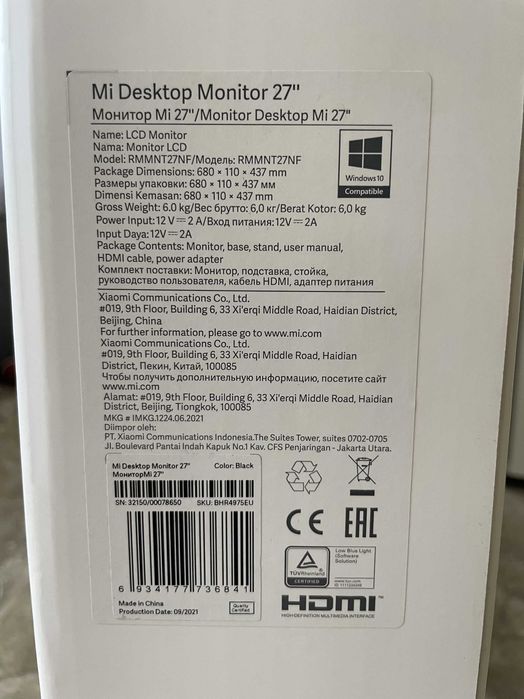 Mi Desktop Monitor 27"
Монитор Mi 27"/Monitor Desktop Mi 27"
Name: LCD Monitor
Nama: Monitor LCD
Model: RMMNT27NF/Модель: RMMNT27NF
Package Dimensions: 680 × 110 × 437 mm
Размеры упаковки: 680 × 110 × 437 мм
Dimensi Kemasan: 680 × 110 × 437 mm
Gross Weight: 6.0 kg/Вес брутто: 6,0 кг/Berat Kotor: 6,0 kg
Power Input: 12 V⎓2 A/Вход питания: 12V⎓2A
Input Daya: 12V⎓2A
Package Contents: Monitor, base, stand, user manual,
HDMI cable, power adapter
Комплект поставки: Монитор, подставка, стойка,
руководство пользователя, кабель HDMI, адаптер питания
Windows 10
Compatible
Xiaomi Communications Co., Ltd.
#019, 9th Floor, Building 6, 33 Xi'erqi Middle Road, Haidian District,
Beijing, China
For further information, please go to www.mi.com
Xiaomi Communications Co., Ltd.
#019, 9th Floor, Building 6, 33 Xi'erqi Middle Road, Haidian
District, Пекин, Китай, 100085
Чтобы получить дополнительную информацию, посетите сайт
www.mi.com
Alamat: #019, 9th Floor, Building 6, 33 Xi'erqi Middle Road, Haidian
District, Beijing, Tiongkok, 100085
MKG # IMKG.1224.06.2021
Diimpor oleh:
PT. Xiaomi Communications Indonesia.The Suites Tower, suites 0702-0705
Jl. Boulevard Pantai Indah Kapuk No.1 Kav. CFS Penjaringan - Jakarta Utara.
Mi Desktop Monitor 27" Color: Black
МониторMi 27"
SN: 32150/00078650 SKU: BHR4975EU
6 934177 736841
Made in China
Production Date: 09/2021
Quality
Certified
CE EAC
TÜVRheinland
CERTIFIED
Low Blue Light
(Software
Solution)
www.tuv.com
HDMI™
HIGH-DEFINITION MULTIMEDIA INTERFACE